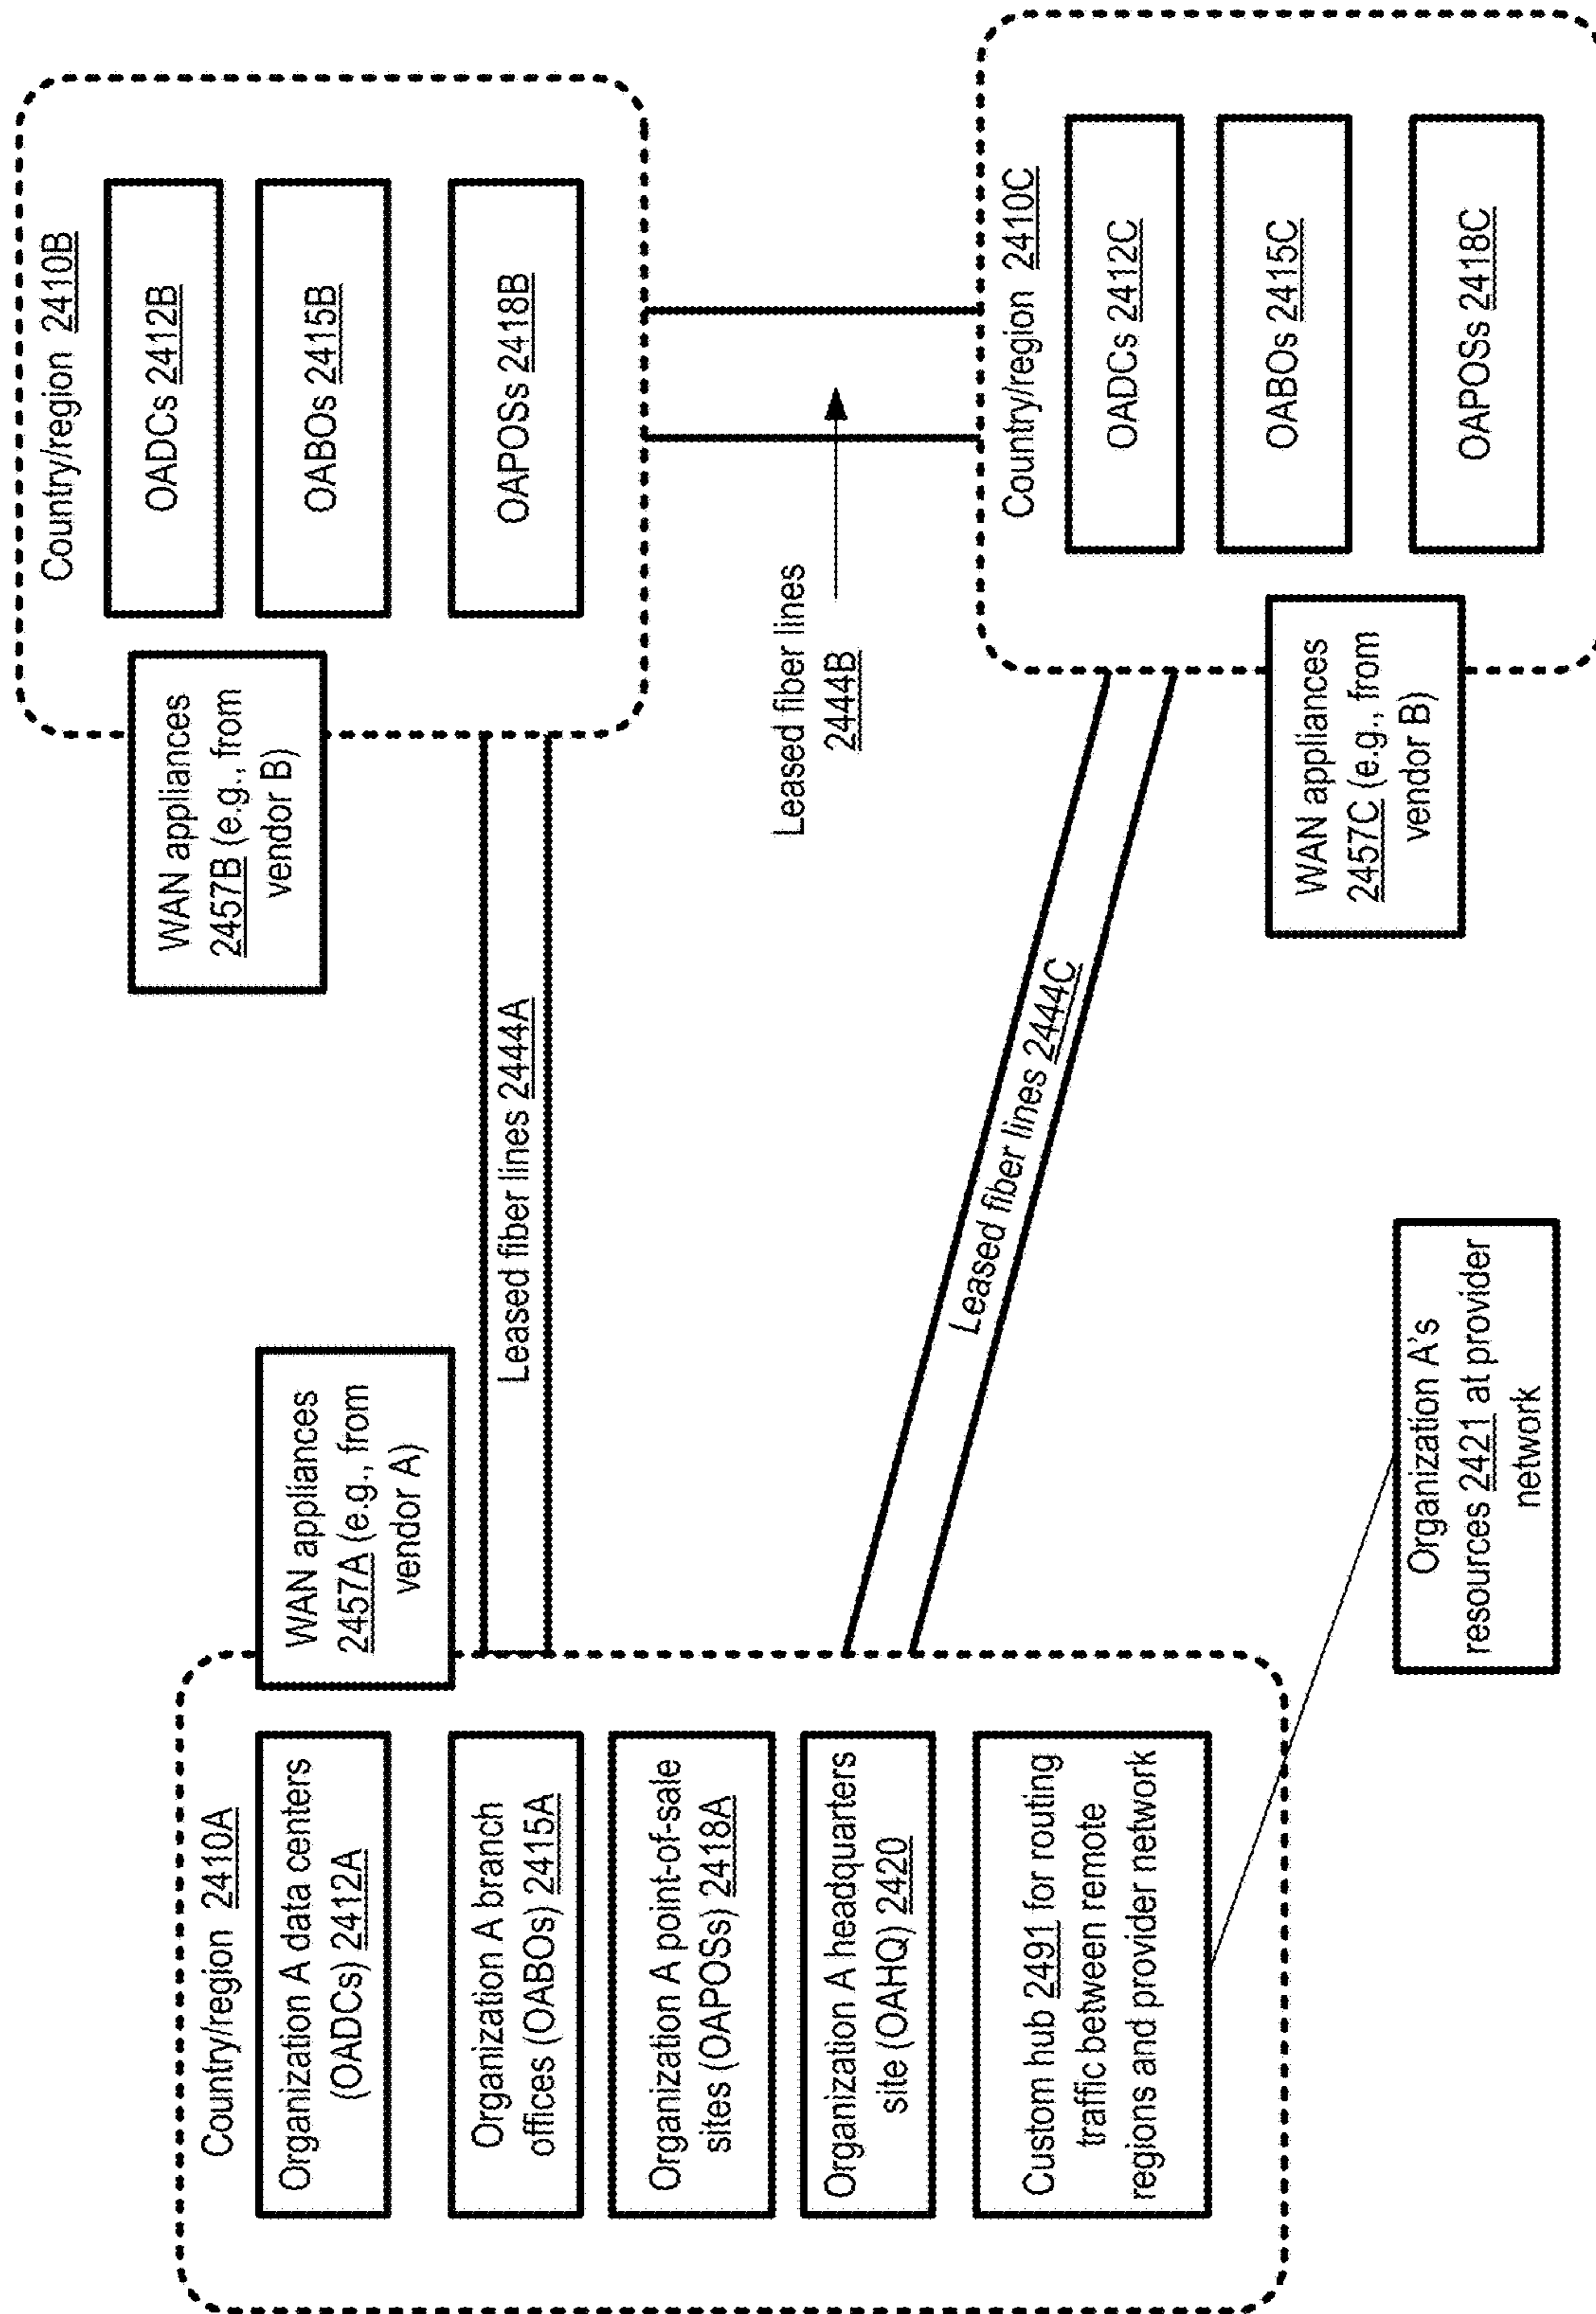 Country/region 2410A
Organization A data centers
(OADCs) 2412A
Organization A branch
offices (OABOs) 2415A
Organization A point-of-sale
sites (OAPOSs) 2418A
Organization A headquarters
site (OAHQ) 2420
Custom hub 2491 for routing
traffic between remote
regions and provider network
WAN appliances
2457A (e.g., from
vendor A)
Leased fiber lines 2444A
Leased fiber lines 2444C
Organization A's
resources 2421 at provider
network
WAN appliances
2457B (e.g., from
vendor B)
Country/region 2410B
OADCs 2412B
OABOs 2415B
OAPOSs 2418B
Leased fiber lines
2444B
Country/region 2410C
OADCs 2412C
OABOs 2415C
OAPOSs 2418C
WAN appliances
2457C (e.g., from
vendor B)